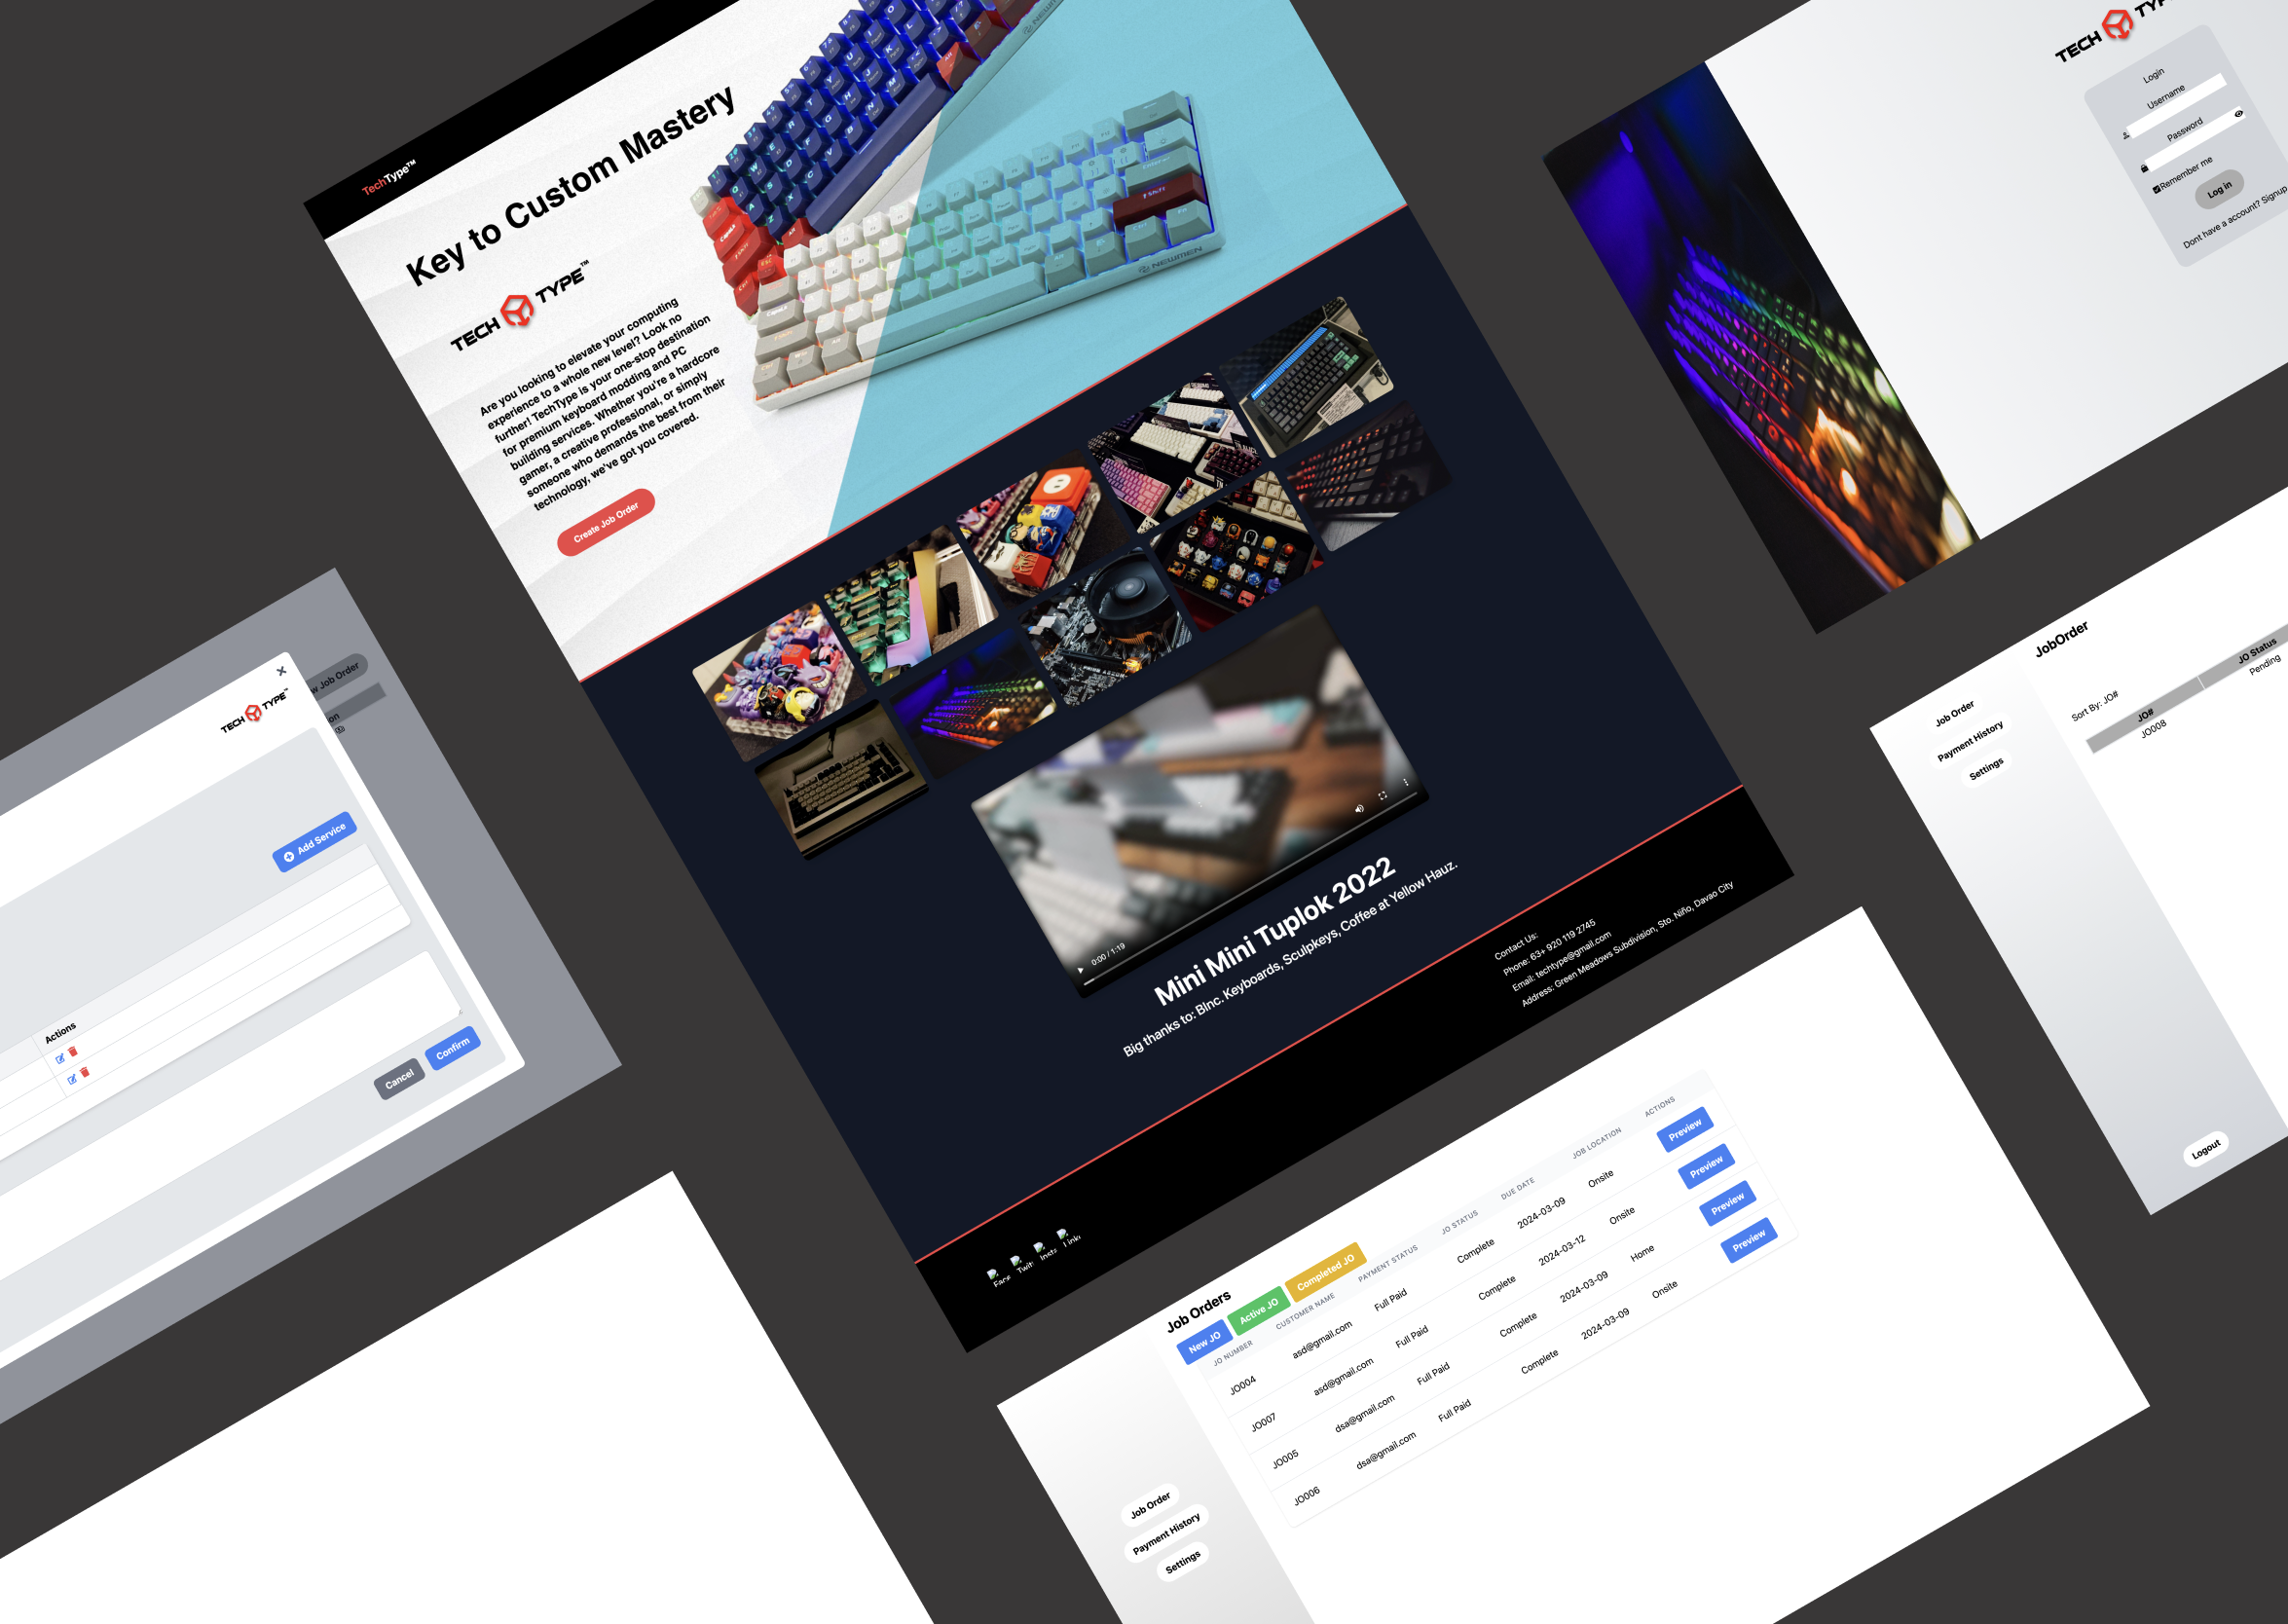 TechType™
Key to Custom Mastery
TECH TYPE™
Are you looking to elevate your computing
experience to a whole new level? Look no
further! TechType is your one-stop destination
for premium keyboard modding and PC
building services. Whether you're a hardcore
gamer, a creative professional, or simply
someone who demands the best from their
technology, we've got you covered.
Create Job Order
NEWMEN
0:00 / 1:19
Mini Mini Tuplok 2022
Big thanks to: BInc. Keyboards, Sculpkeys, Coffee at Yellow Hauz.
Contact Us:
Phone: 63+ 920 119 2745
Email: techtype@gmail.com
Address: Green Meadows Subdivision, Sto. Niño, Davao City
Face
Twit
Inst
Link
TECH TYP
Login
Username
Password
Remember me
Log in
Dont have a account? Signup
JobOrder
Job Order
Payment History
Settings
Sort By: JO#
JO# JO Status
JO008 Pending
Logout
w Job Order
on
TECH TYPE™
Add Service
Actions
Cancel Confirm
Job Orders
New JO Active JO Completed JO
JO NUMBER CUSTOMER NAME PAYMENT STATUS JO STATUS DUE DATE JOB LOCATION ACTIONS
JO004 asd@gmail.com Full Paid Complete 2024-03-09 Onsite Preview
JO007 asd@gmail.com Full Paid Complete 2024-03-12 Onsite Preview
JO005 dsa@gmail.com Full Paid Complete 2024-03-09 Home Preview
JO006 dsa@gmail.com Full Paid Complete 2024-03-09 Onsite Preview
Job Order
Payment History
Settings